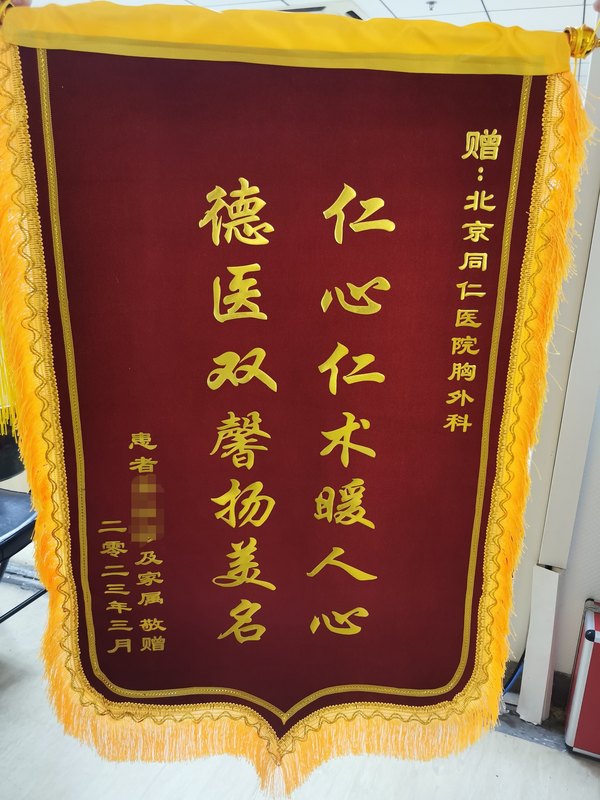 赠：北京同仁医院胸外科
仁心仁术暖人心
德医双馨扬美名
患者及家属 敬赠
二零二三年三月